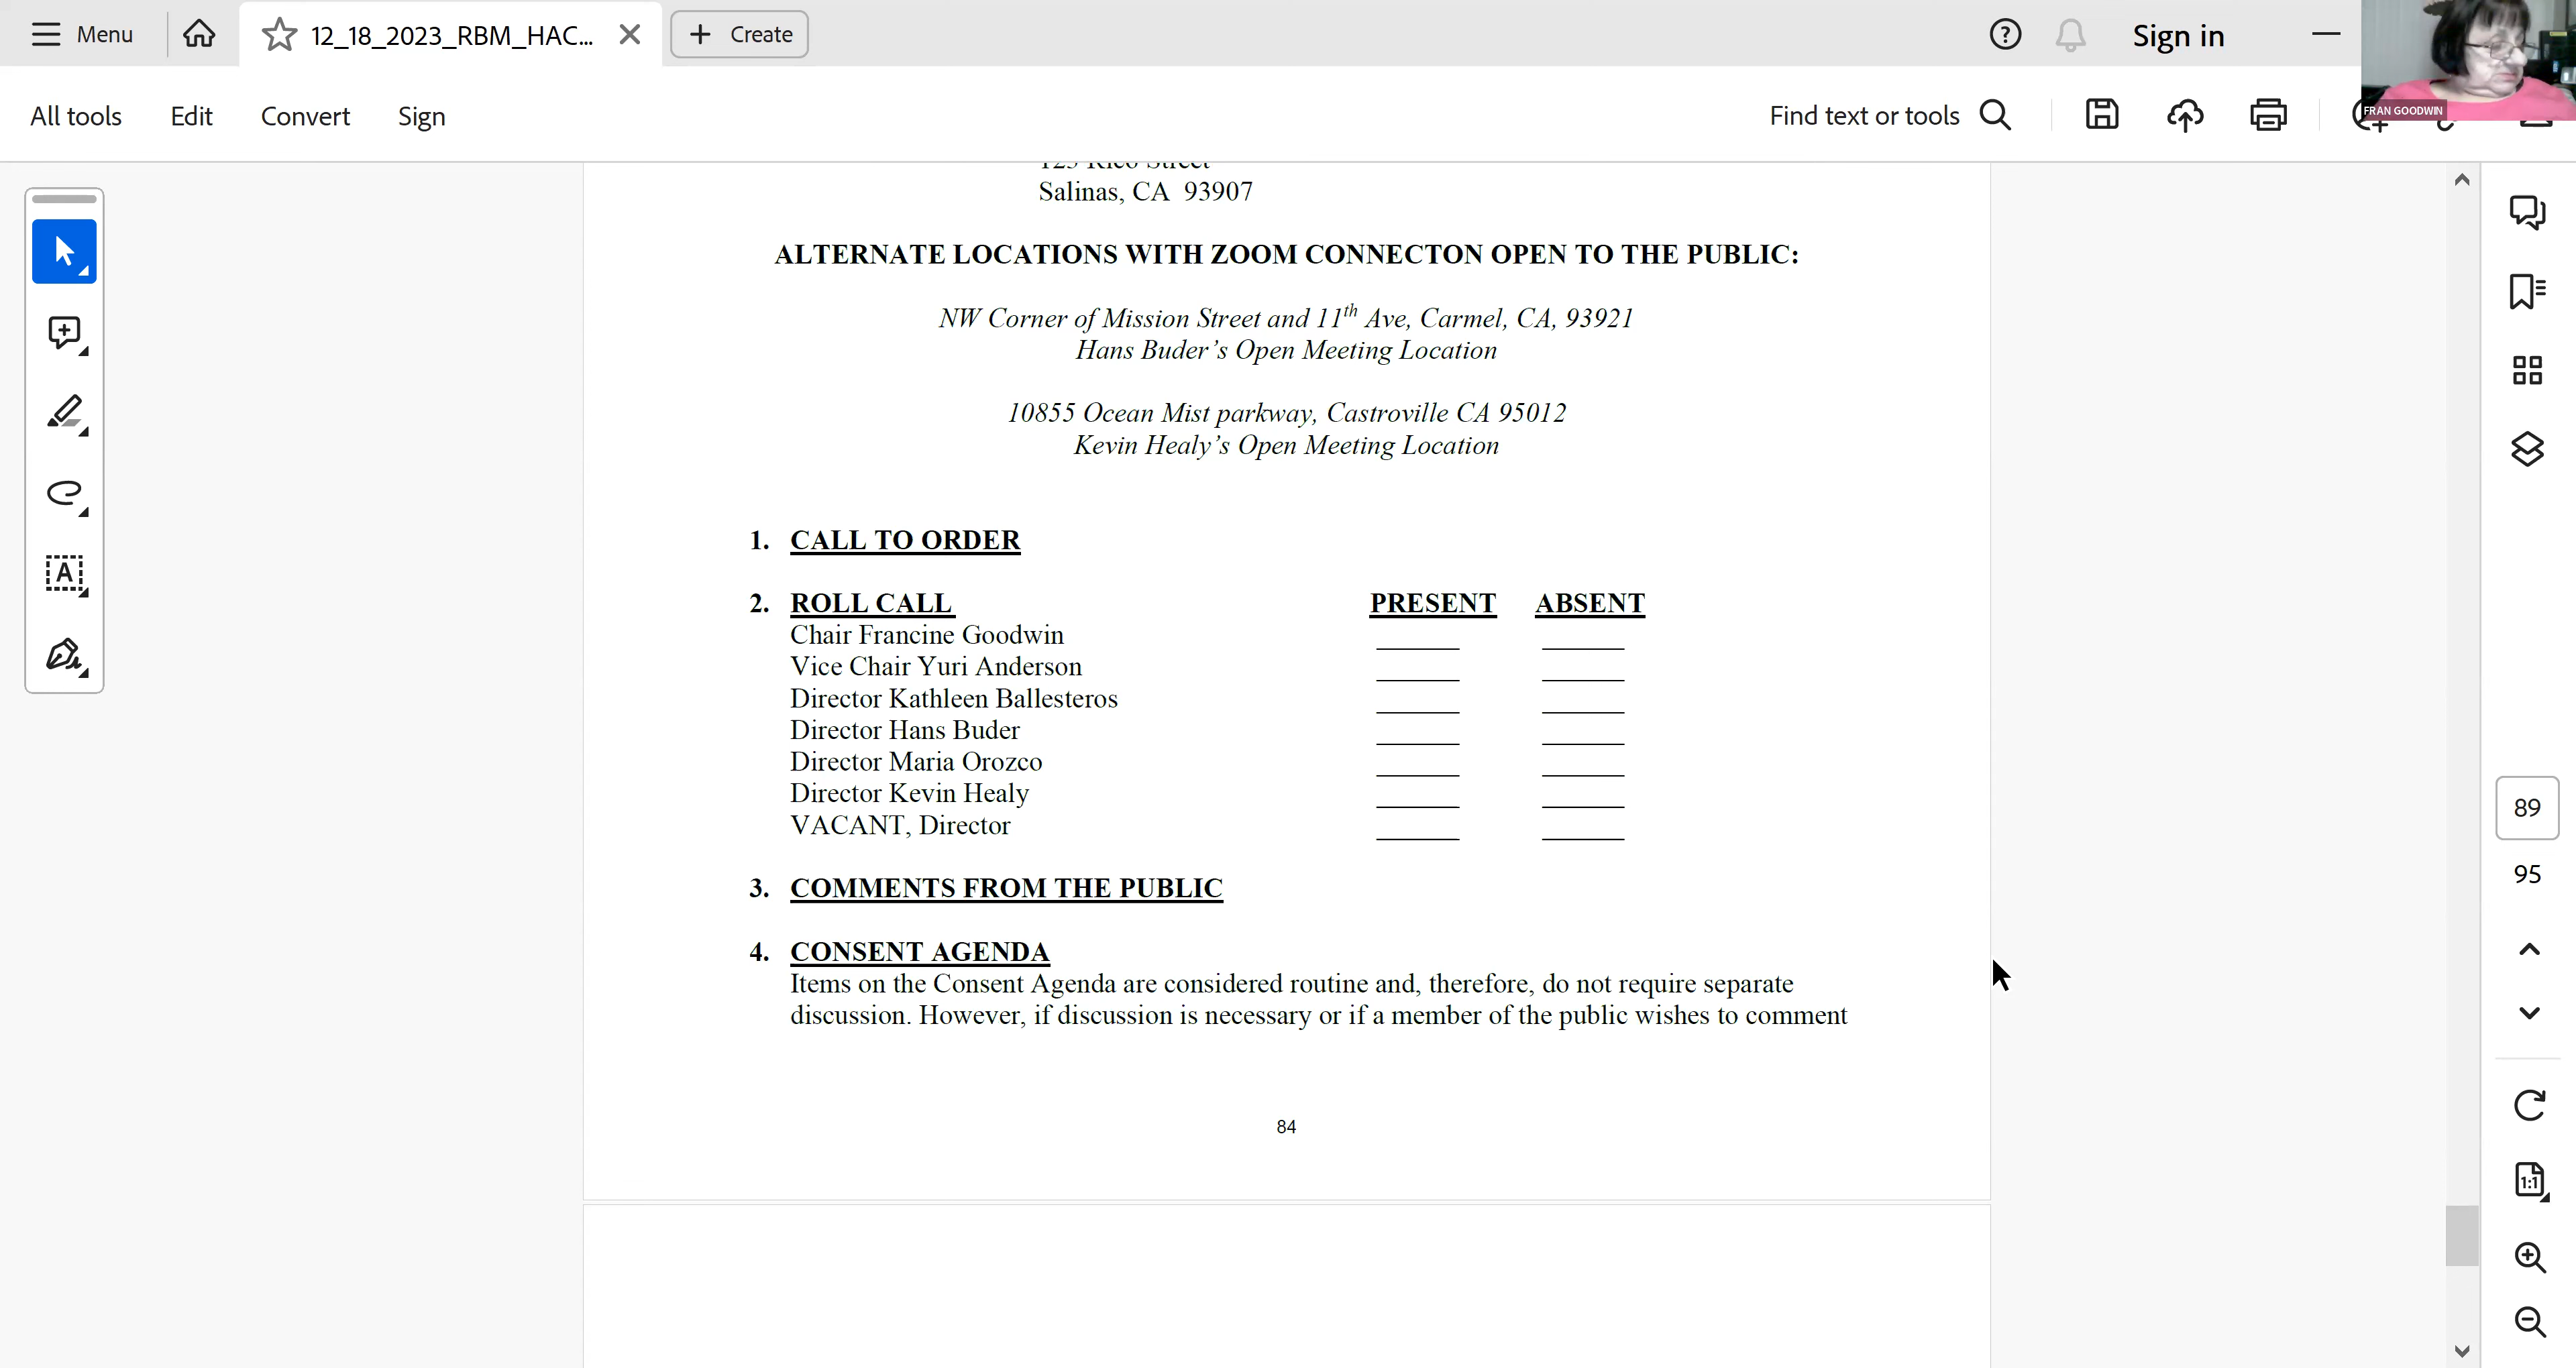 Menu
12_18_2023_RBM_HAC...
Create
Sign in
FRAN GOODWIN
All tools
Edit
Convert
Sign
Find text or tools
Salinas, CA 93907
ALTERNATE LOCATIONS WITH ZOOM CONNECTON OPEN TO THE PUBLIC:
NW Corner of Mission Street and 11th Ave, Carmel, CA, 93921
Hans Buder's Open Meeting Location
10855 Ocean Mist parkway, Castroville CA 95012
Kevin Healy's Open Meeting Location
1. CALL TO ORDER
2. ROLL CALL PRESENT ABSENT
Chair Francine Goodwin
Vice Chair Yuri Anderson
Director Kathleen Ballesteros
Director Hans Buder
Director Maria Orozco
Director Kevin Healy
VACANT, Director
3. COMMENTS FROM THE PUBLIC
4. CONSENT AGENDA
Items on the Consent Agenda are considered routine and, therefore, do not require separate
discussion. However, if discussion is necessary or if a member of the public wishes to comment
84
89
95
1:1